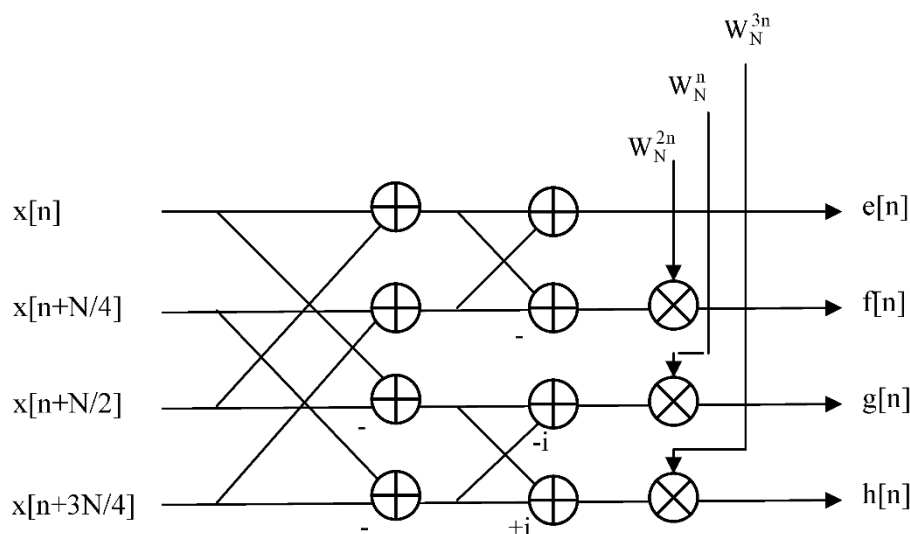 W_N^{3n}
W_N^{n}
W_N^{2n}
x[n]
e[n]
x[n+N/4]
-
f[n]
x[n+N/2]
-
-i
g[n]
x[n+3N/4]
-
+i
h[n]